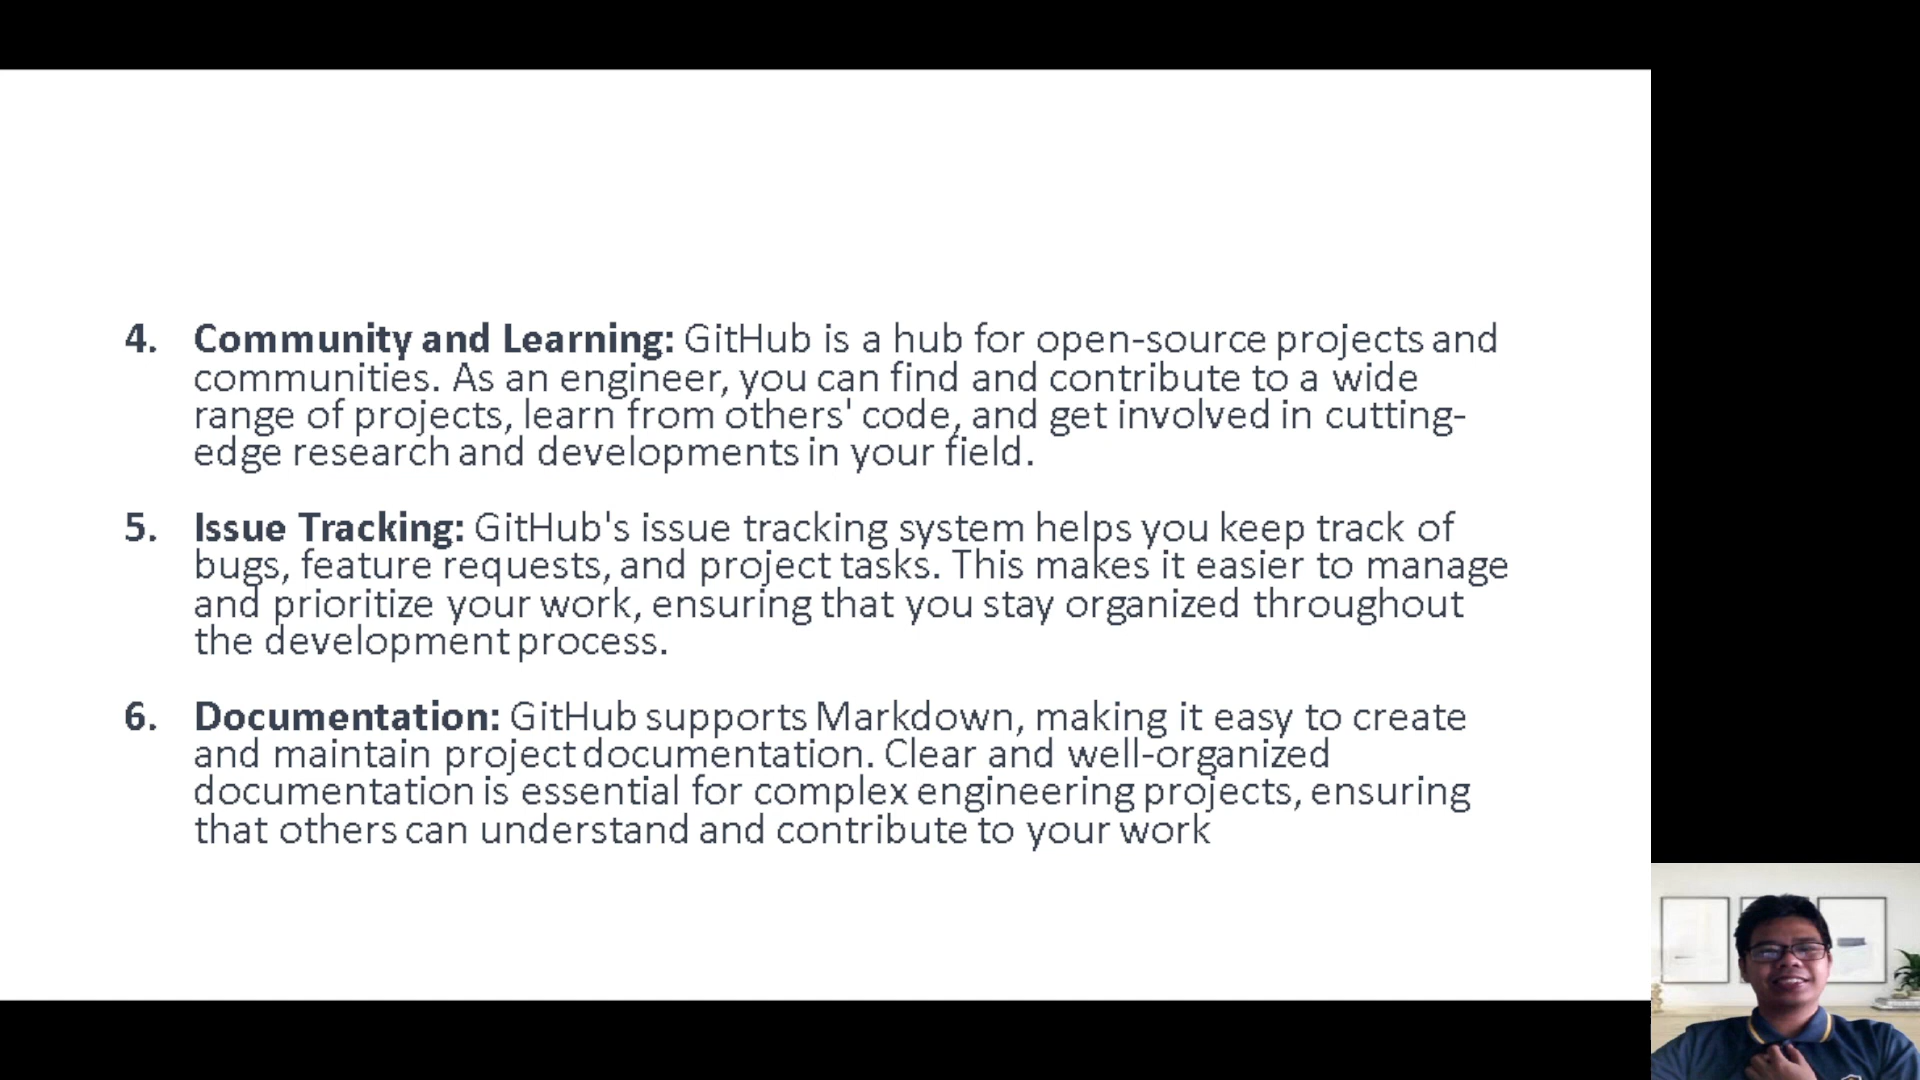 4. Community and Learning: GitHub is a hub for open-source projects and
communities. As an engineer, you can find and contribute to a wide
range of projects, learn from others' code, and get involved in cutting-
edge research and developments in your field.
5. Issue Tracking: GitHub's issue tracking system helps you keep track of
bugs, feature requests, and project tasks. This makes it easier to manage
and prioritize your work, ensuring that you stay organized throughout
the development process.
6. Documentation: GitHub supports Markdown, making it easy to create
and maintain project documentation. Clear and well-organized
documentation is essential for complex engineering projects, ensuring
that others can understand and contribute to your work